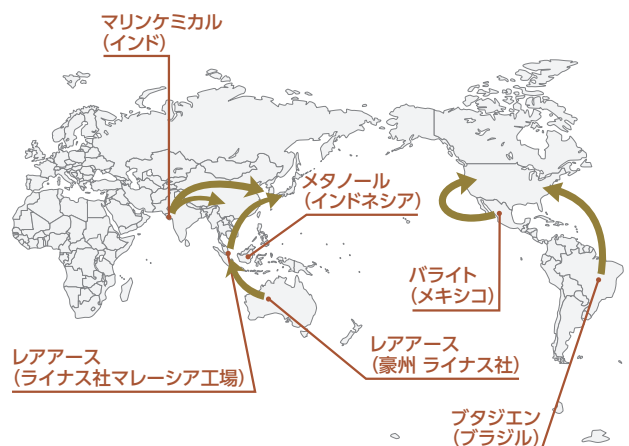 マリンケミカル
（インド）
メタノール
（インドネシア）
バライト
（メキシコ）
レアアース
（ライナス社マレーシア工場）
レアアース
（豪州 ライナス社）
ブタジエン
（ブラジル）